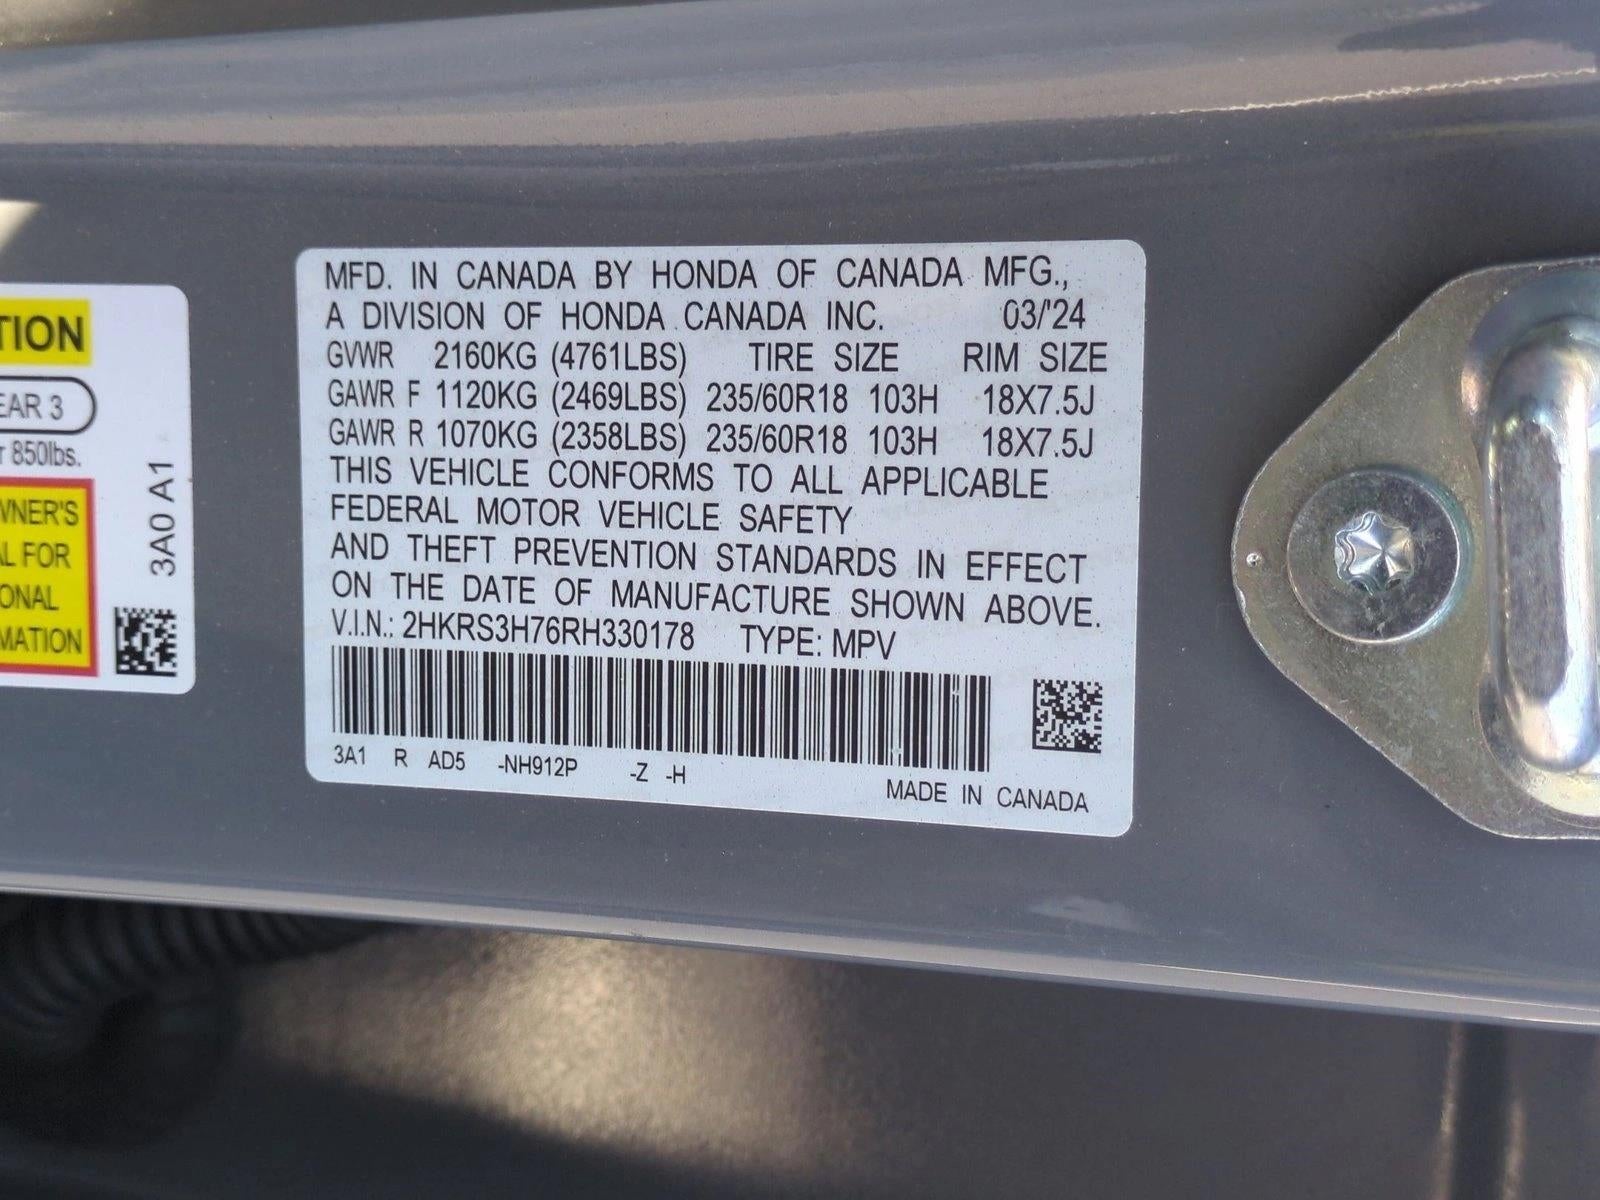 TION
EAR 3
850lbs.
WNER'S
AL FOR
ONAL
MATION
3A0 A1
MFD. IN CANADA BY HONDA OF CANADA MFG.,
A DIVISION OF HONDA CANADA INC. 03/'24
GVWR 2160KG (4761LBS) TIRE SIZE RIM SIZE
GAWR F 1120KG (2469LBS) 235/60R18 103H 18X7.5J
GAWR R 1070KG (2358LBS) 235/60R18 103H 18X7.5J
THIS VEHICLE CONFORMS TO ALL APPLICABLE
FEDERAL MOTOR VEHICLE SAFETY
AND THEFT PREVENTION STANDARDS IN EFFECT
ON THE DATE OF MANUFACTURE SHOWN ABOVE.
V.I.N.: 2HKRS3H76RH330178 TYPE: MPV
3A1 R AD5 -NH912P -Z -H
MADE IN CANADA